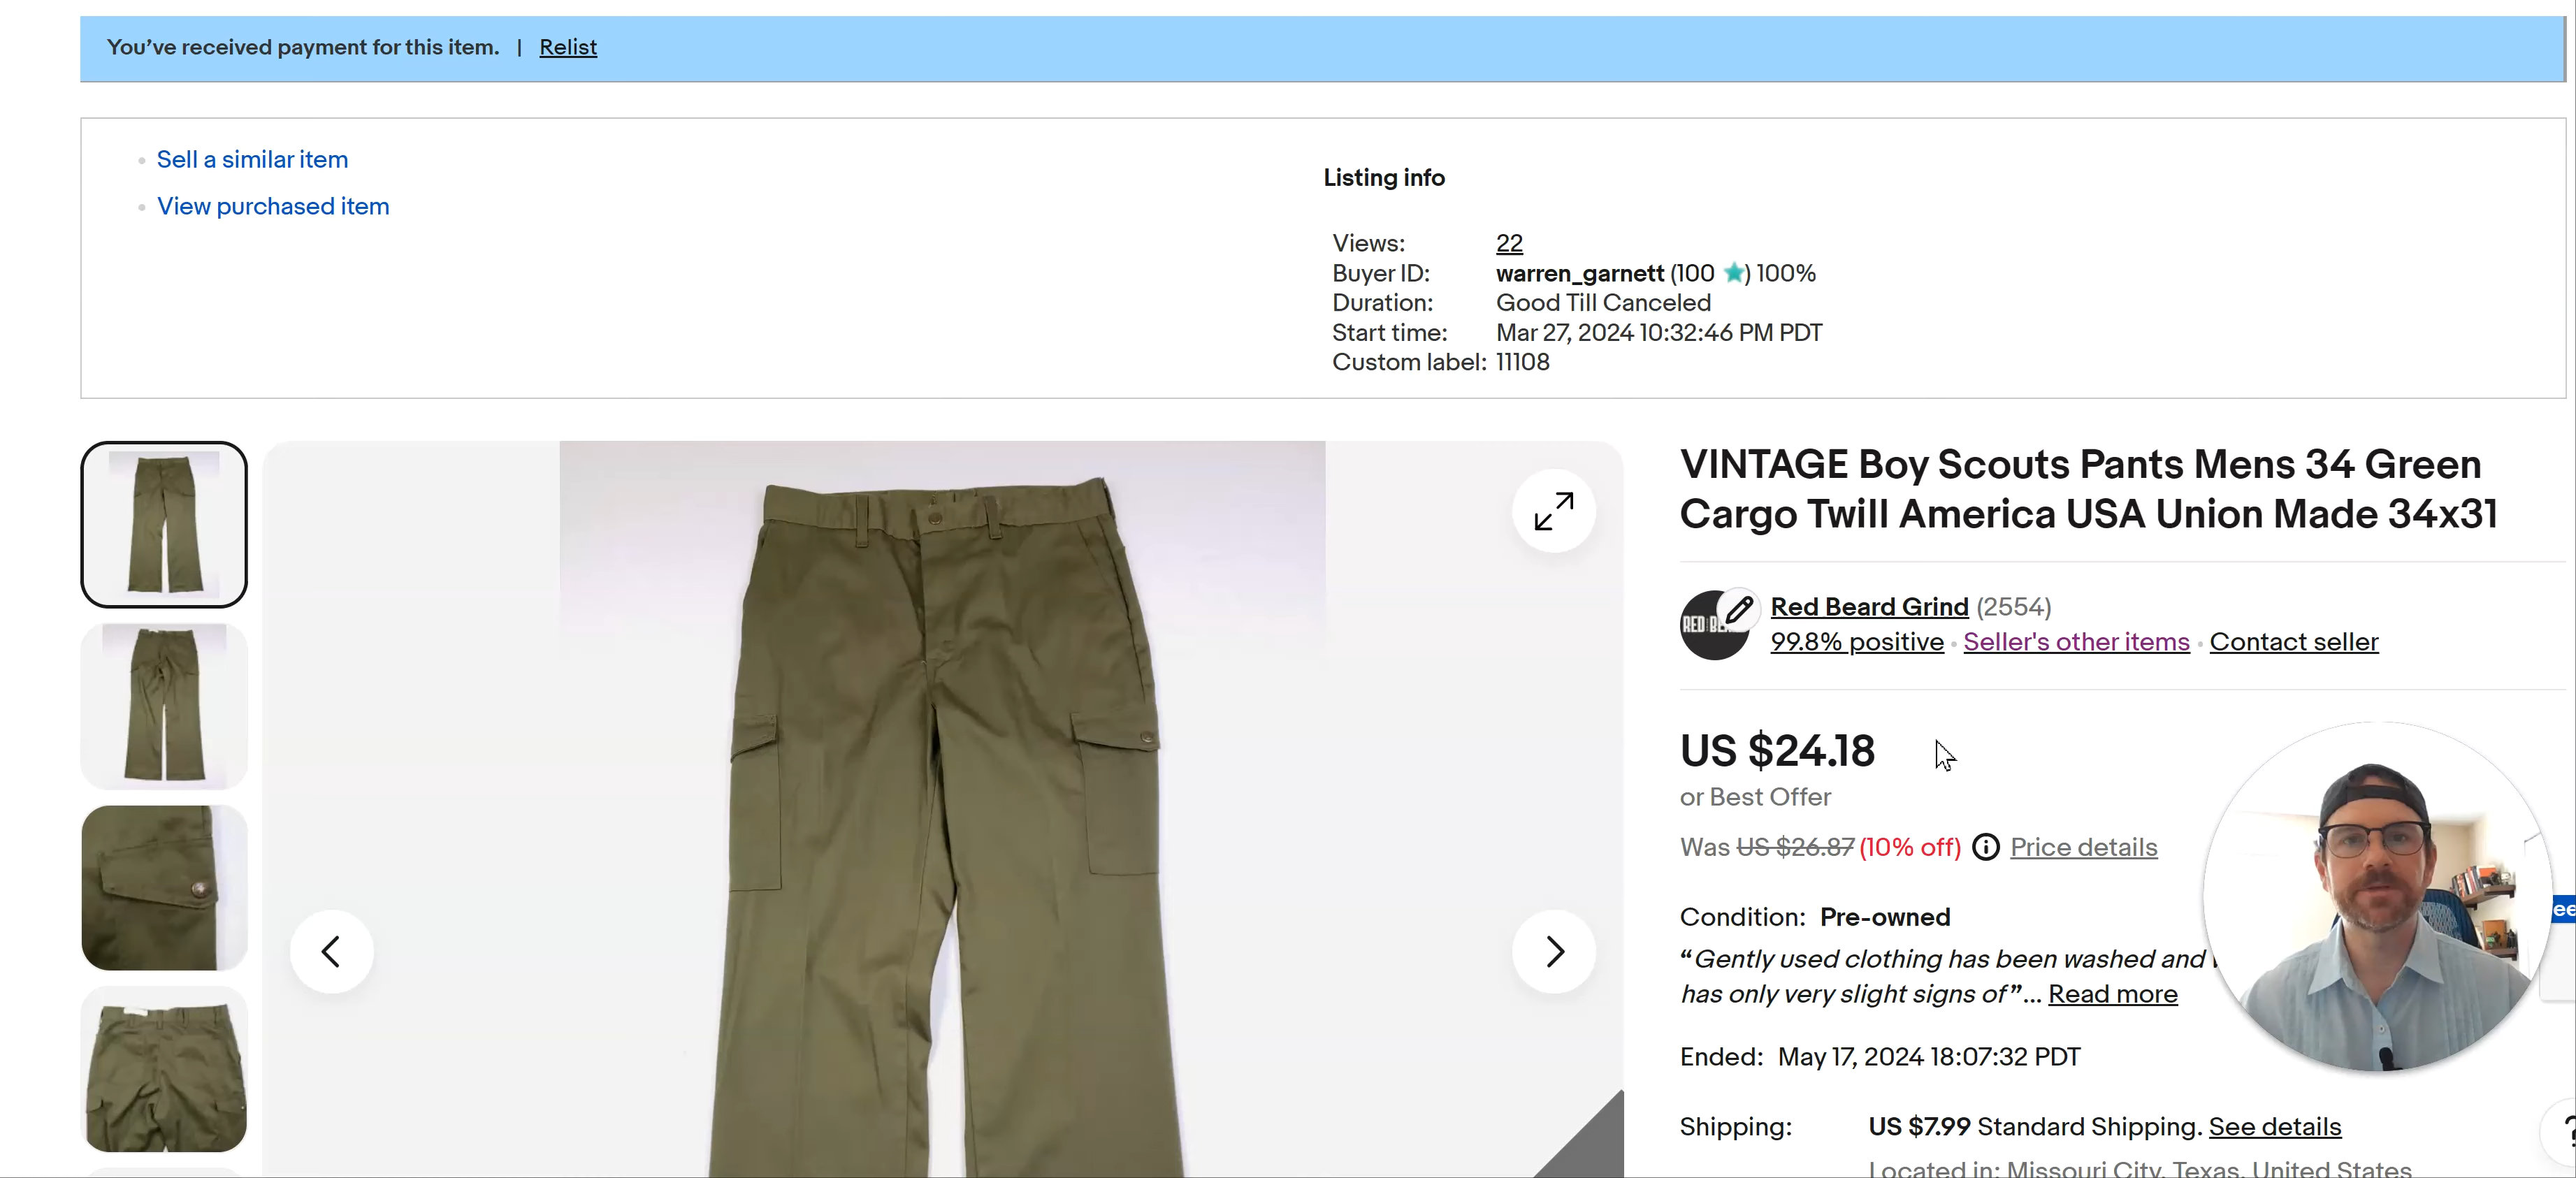 You've received payment for this item. | Relist
Sell a similar item
View purchased item
Listing info
Views: 22
Buyer ID: warren_garnett (100 ) 100%
Duration: Good Till Canceled
Start time: Mar 27, 2024 10:32:46 PM PDT
Custom label: 11108
VINTAGE Boy Scouts Pants Mens 34 Green
Cargo Twill America USA Union Made 34x31
Red Beard Grind (2554)
99.8% positive · Seller's other items · Contact seller
US $24.18
or Best Offer
Was US $26.87 (10% off) Price details
Condition: Pre-owned
“Gently used clothing has been washed and
has only very slight signs of”... Read more
Ended: May 17, 2024 18:07:32 PDT
Shipping: US $7.99 Standard Shipping. See details
Located in: Missouri City, Texas, United States